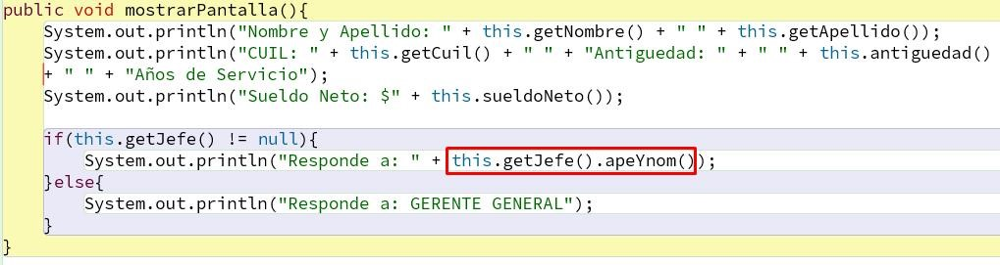 public void mostrarPantalla(){
System.out.println("Nombre y Apellido: " + this.getNombre() + " " + this.getApellido());
System.out.println("CUIL: " + this.getCuil() + " " + "Antiguedad: " + " " + this.antiguedad()
+ " " + "Años de Servicio");
System.out.println("Sueldo Neto: $" + this.sueldoNeto());
if(this.getJefe() != null){
System.out.println("Responde a: " + this.getJefe().apeYnom());
}else{
System.out.println("Responde a: GERENTE GENERAL");
}
}